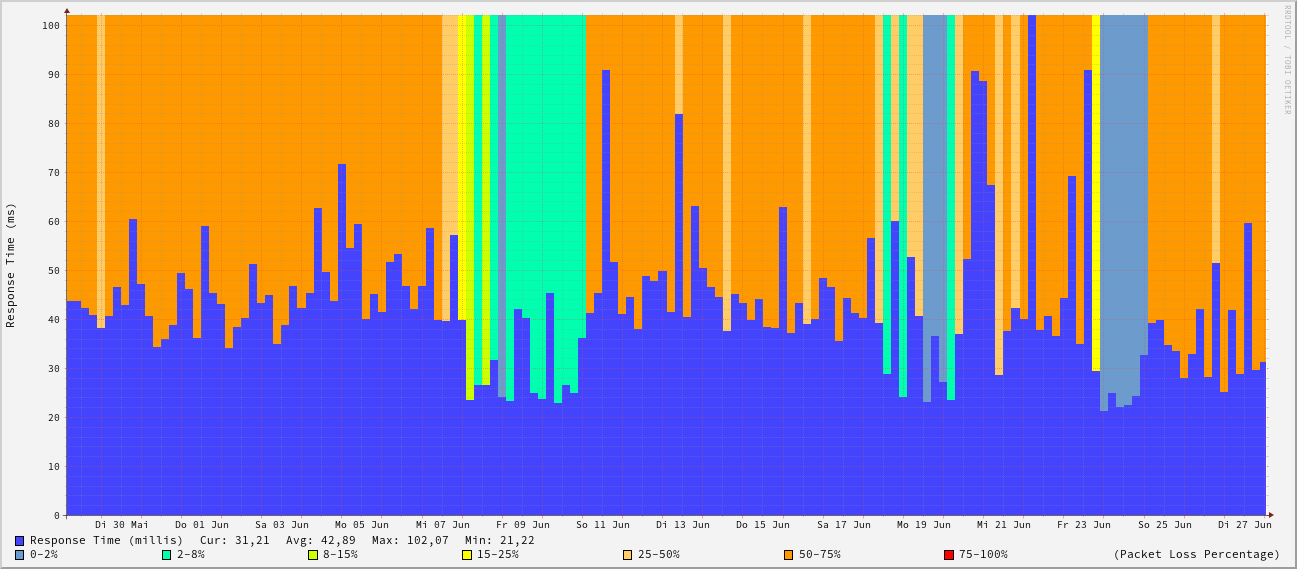 RRDTOOL / TOBI OETIKER
Response Time (ms)
100
90
80
70
60
50
40
30
20
10
0
Di 30 Mai Do 01 Jun Sa 03 Jun Mo 05 Jun Mi 07 Jun Fr 09 Jun So 11 Jun Di 13 Jun Do 15 Jun Sa 17 Jun Mo 19 Jun Mi 21 Jun Fr 23 Jun So 25 Jun Di 27 Jun
Response Time (millis) Cur: 31,21 Avg: 42,89 Max: 102,07 Min: 21,22
0-2% 2-8% 8-15% 15-25% 25-50% 50-75% 75-100% (Packet Loss Percentage)